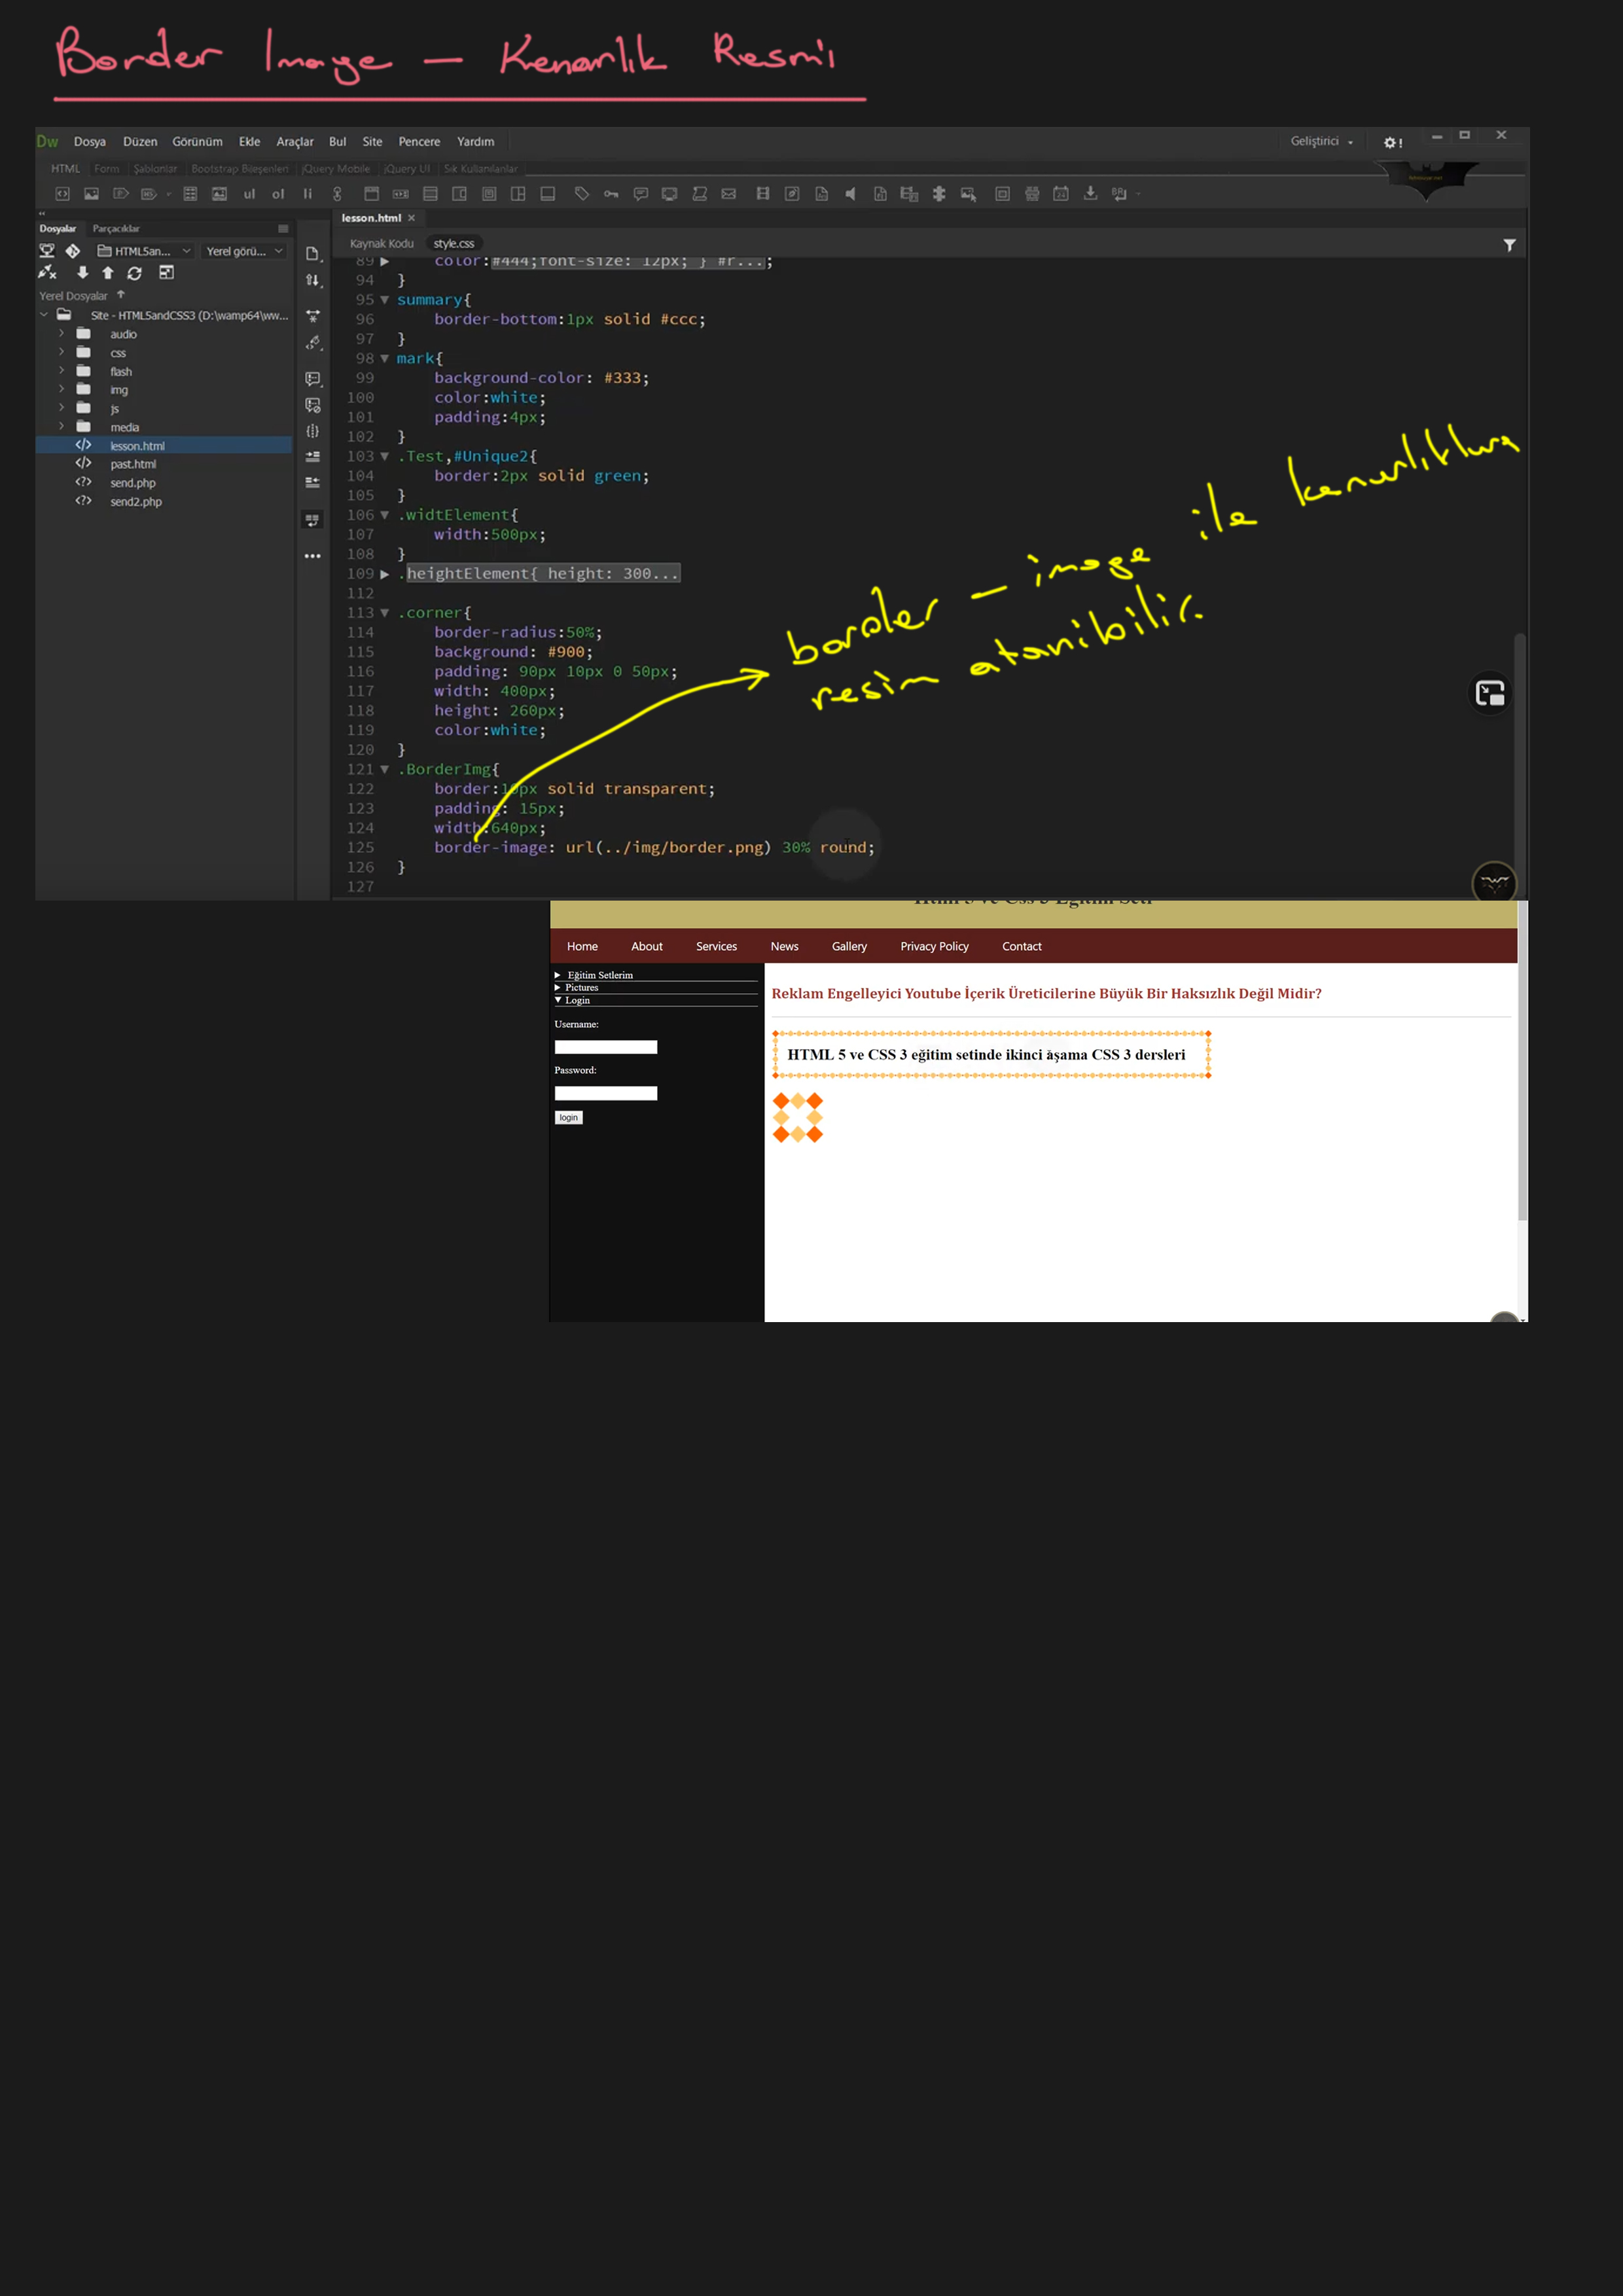 Border Image — Kenarlık Resmi
Dw Dosya Düzen Görünüm Ekle Araçlar Bul Site Pencere Yardım Geliştirici
HTML Form Şablonlar Bootstrap Bileşenleri jQuery Mobile jQuery UI Sık Kullanılanlar
ul ol li
Dosyalar Parçacıklar
lesson.html
HTML5an... Yerel görü...
Kaynak Kodu style.css
Yerel Dosyalar
Site - HTML5andCSS3 (D:\wamp64\ww...
audio
css
flash
img
js
media
lesson.html
past.html
send.php
send2.php
89 color:#444;font-size: 12px; } #r...;
94 }
95 summary{
96 border-bottom:1px solid #ccc;
97 }
98 mark{
99 background-color: #333;
100 color:white;
101 padding:4px;
102 }
103 .Test,#Unique2{
104 border:2px solid green;
105 }
106 .widtElement{
107 width:500px;
108 }
109 .heightElement{ height: 300...
112
113 .corner{
114 border-radius:50%;
115 background: #900;
116 padding: 90px 10px 0 50px;
117 width: 400px;
118 height: 260px;
119 color:white;
120 }
121 .BorderImg{
122 border:10px solid transparent;
123 padding: 15px;
124 width:640px;
125 border-image: url(../img/border.png) 30% round;
126 }
127
border - image ile kenarlıklara
resim atanabilir.
Html 5 ve Css 3 Eğitim Seti
Home About Services News Gallery Privacy Policy Contact
Eğitim Setlerim
Pictures
Login
Username:
Password:
login
Reklam Engelleyici Youtube İçerik Üreticilerine Büyük Bir Haksızlık Değil Midir?
HTML 5 ve CSS 3 eğitim setinde ikinci aşama CSS 3 dersleri